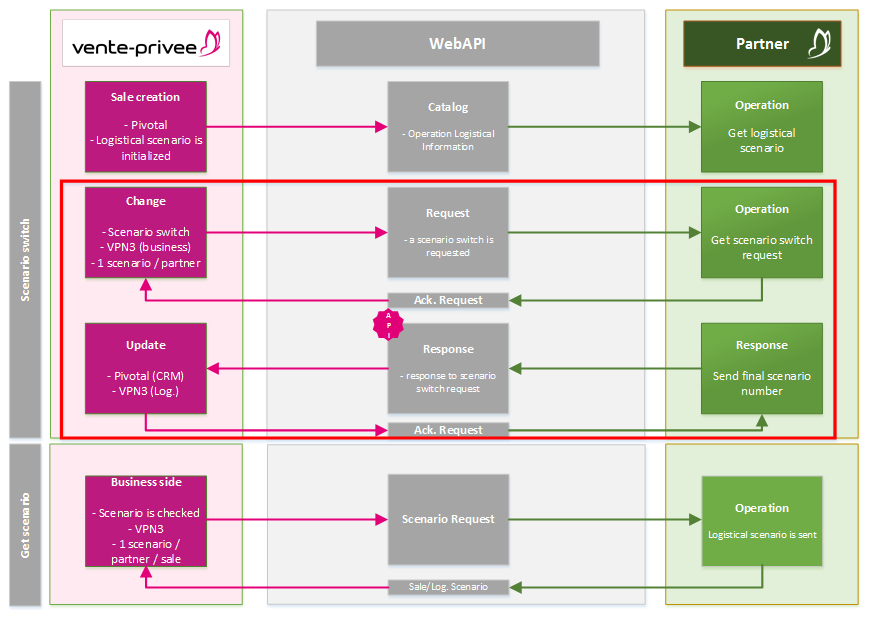 vente-privee
WebAPI
Partner
Scenario switch
Sale creation
- Pivotal
- Logistical scenario is
initialized
Catalog
- Operation Logistical
Information
Operation
Get logistical
scenario
Change
- Scenario switch
- VPN3 (business)
- 1 scenario / partner
Request
- a scenario switch is
requested
Operation
Get scenario switch
request
Ack. Request
A
P
I
Update
- Pivotal (CRM)
- VPN3 (Log.)
Response
- response to scenario
switch request
Response
Send final scenario
number
Ack. Request
Get scenario
Business side
- Scenario is checked
- VPN3
- 1 scenario /
partner / sale
Scenario Request
Operation
Logistical scenario is sent
Sale/Log. Scenario